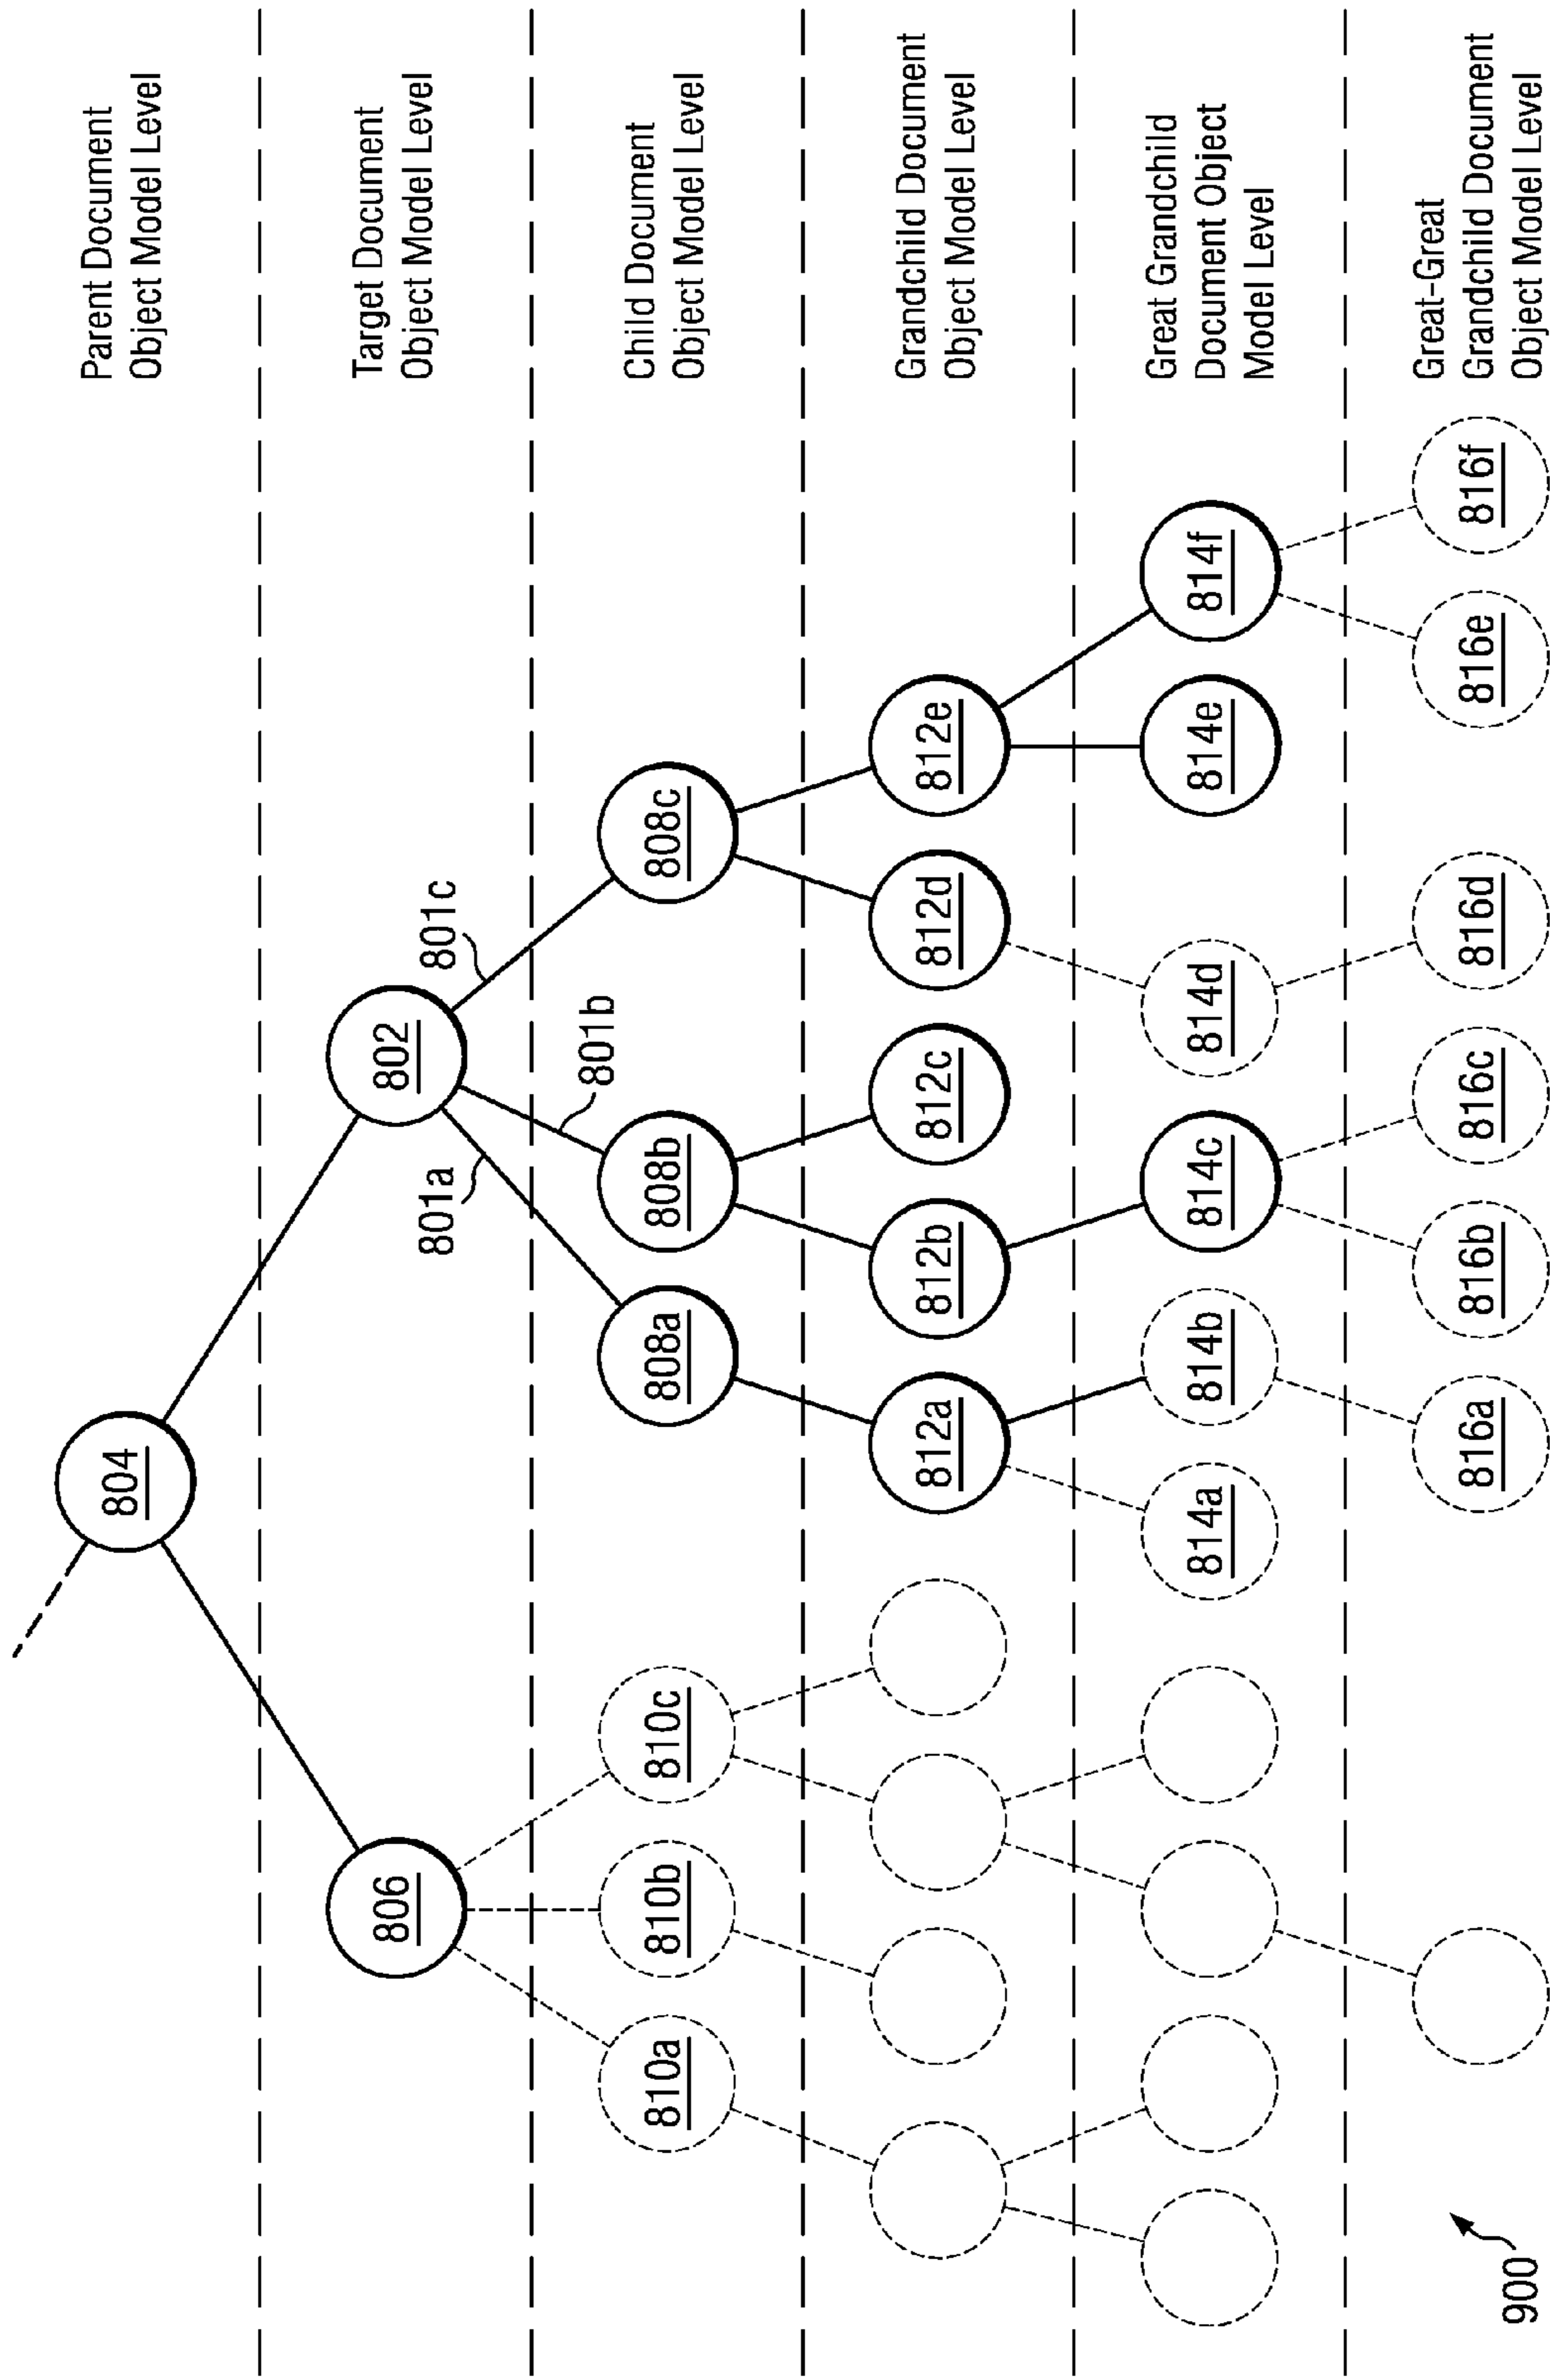 Parent Document
Object Model Level
804
Target Document
Object Model Level
806
802
801a
801b
801c
Child Document
Object Model Level
810a
810b
810c
808a
808b
808c
Grandchild Document
Object Model Level
812a
812b
812c
812d
812e
Great Grandchild
Document Object
Model Level
814a
814b
814c
814d
814e
814f
Great-Great
Grandchild Document
Object Model Level
816a
816b
816c
816d
816e
816f
900